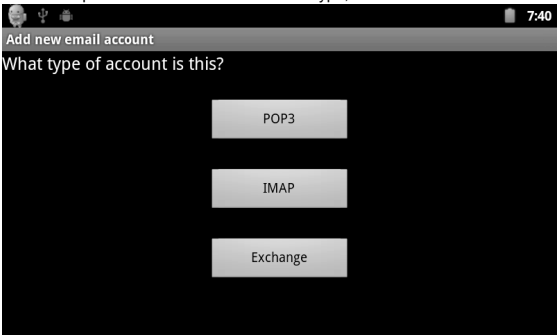 7:40
Add new email account
What type of account is this?
POP3
IMAP
Exchange